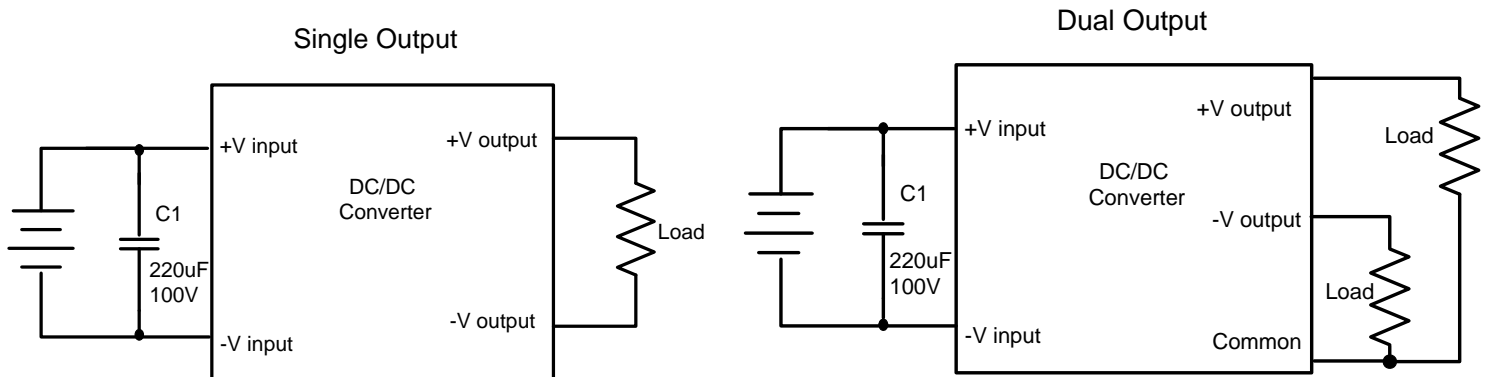 Single Output
+V input
+V output
DC/DC
Converter
C1
220uF
100V
Load
-V output
-V input
Dual Output
+V input
+V output
Load
DC/DC
Converter
C1
-V output
220uF
100V
Load
Common
-V input